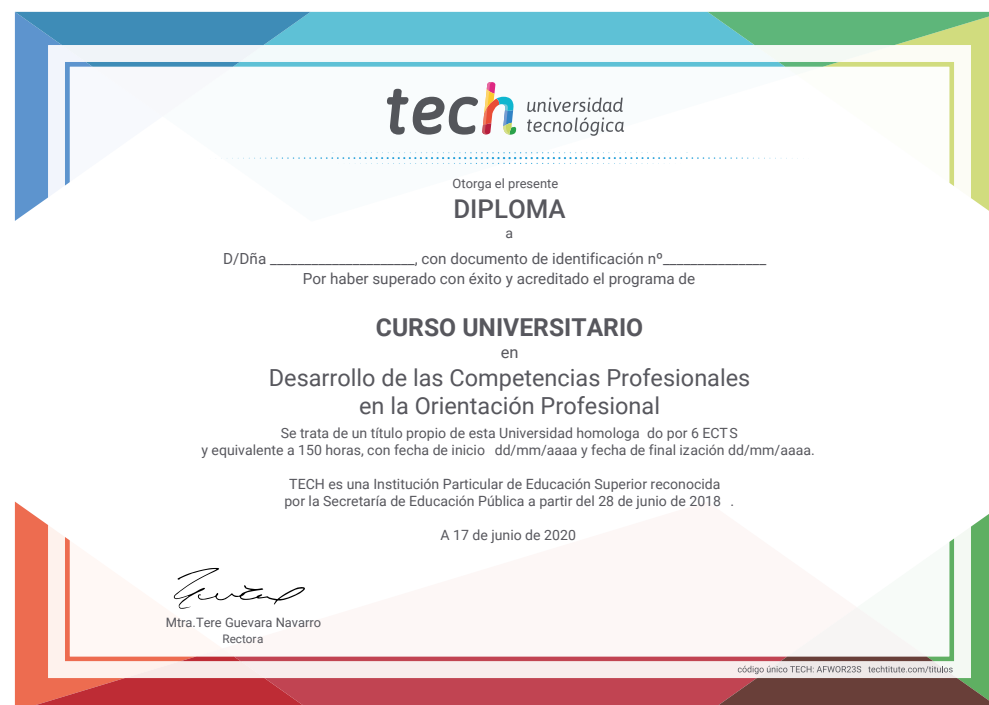 tech universidad
tecnológica
Otorga el presente
DIPLOMA
a
D/Dña ____________________, con documento de identificación nº______________
Por haber superado con éxito y acreditado el programa de
CURSO UNIVERSITARIO
en
Desarrollo de las Competencias Profesionales
en la Orientación Profesional
Se trata de un título propio de esta Universidad homologa do por 6 ECTS
y equivalente a 150 horas, con fecha de inicio dd/mm/aaaa y fecha de final ización dd/mm/aaaa.
TECH es una Institución Particular de Educación Superior reconocida
por la Secretaría de Educación Pública a partir del 28 de junio de 2018 .
A 17 de junio de 2020
Mtra.Tere Guevara Navarro
Rectora
código único TECH: AFWOR23S techtitute.com/titulos